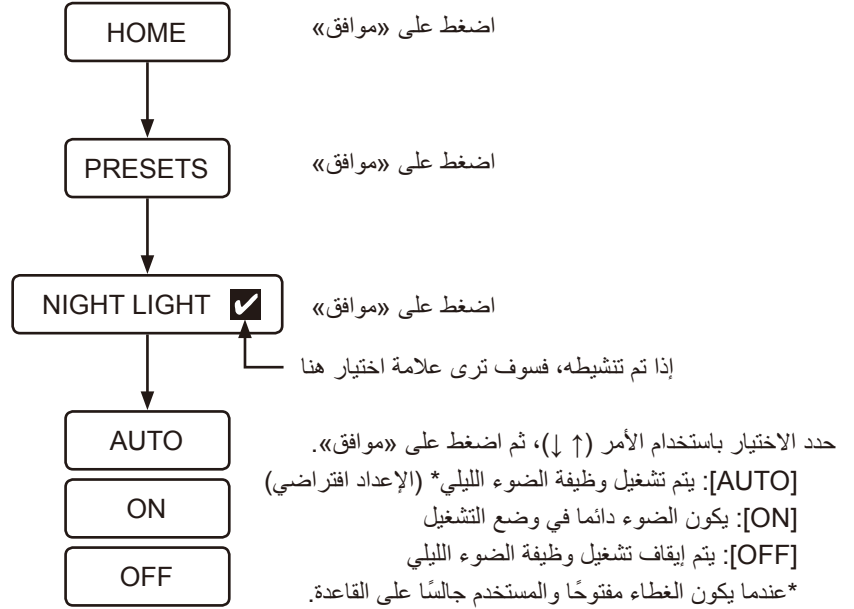 HOME
اضغط على «موافق»
PRESETS
اضغط على «موافق»
NIGHT LIGHT ✔
اضغط على «موافق»
إذا تم تنشيطه، فسوف ترى علامة اختيار هنا
AUTO
ON
OFF
حدد الاختيار باستخدام الأمر (↑ ↓)، ثم اضغط على «موافق».
[AUTO]: يتم تشغيل وظيفة الضوء الليلي* (الإعداد افتراضي)
[ON]: يكون الضوء دائما في وضع التشغيل
[OFF]: يتم إيقاف تشغيل وظيفة الضوء الليلي
*عندما يكون الغطاء مفتوحًا والمستخدم جالسًا على القاعدة.